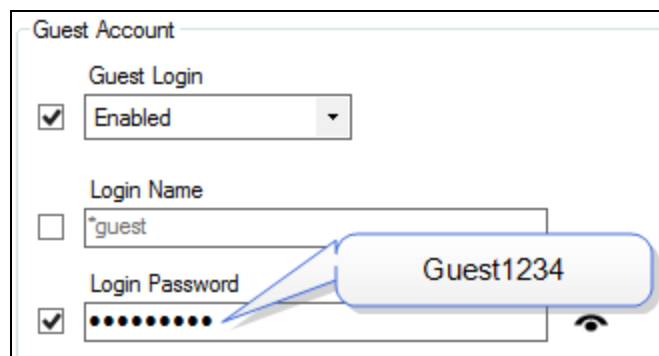 Guest Account
Guest Login
Enabled
Login Name
*guest
Login Password
Guest1234
●●●●●●●●●